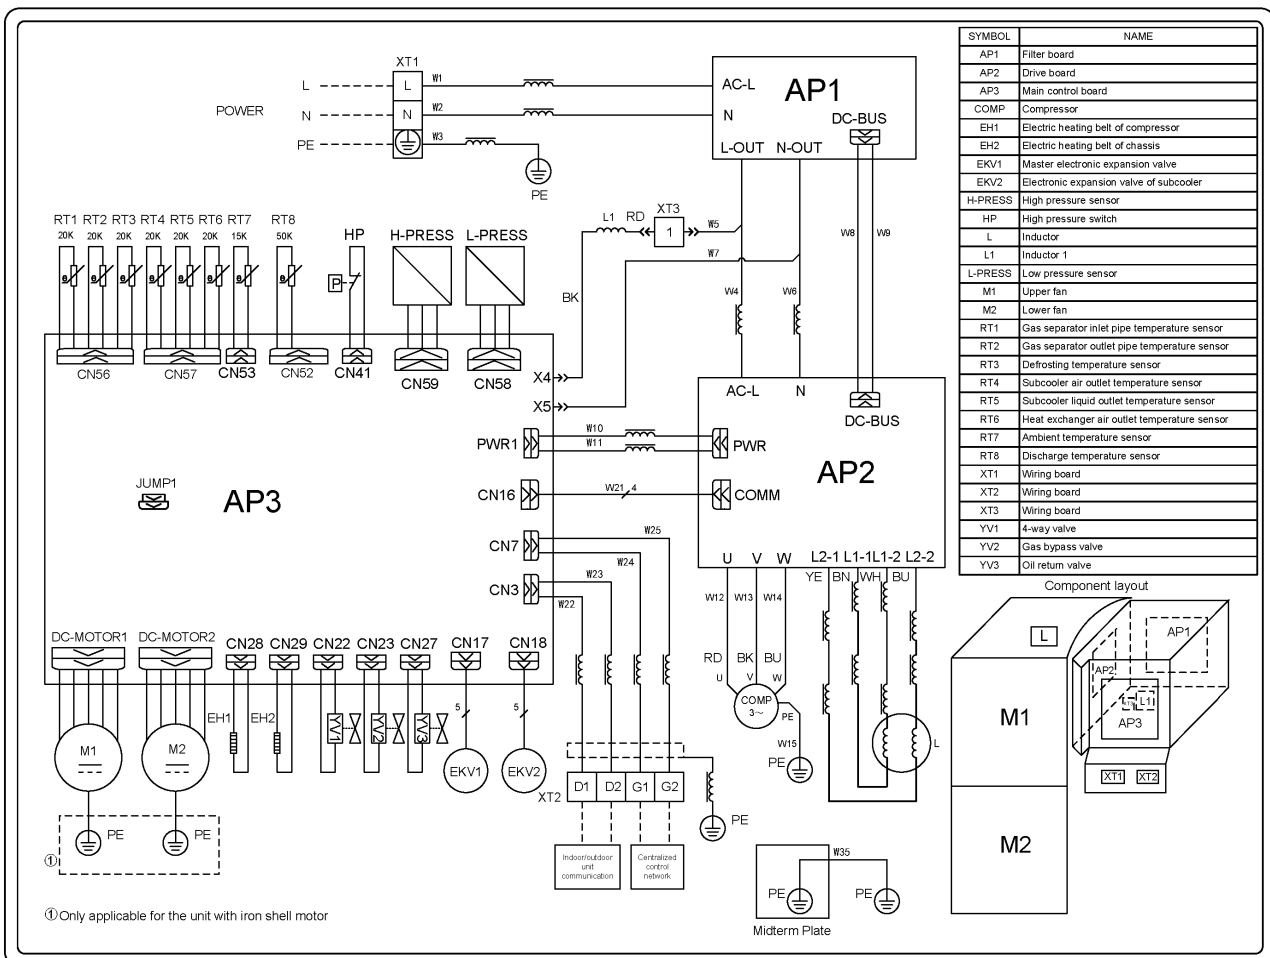 XT1
L L W1 AC-L AP1
POWER N N W2 N
PE W3 DC-BUS
L-OUT N-OUT
PE
RT1 RT2 RT3 RT4 RT5 RT6 RT7 RT8
20K 20K 20K 20K 20K 20K 15K 50K
HP H-PRESS L-PRESS
P
L1 RD XT3 W5
1
W7
W8 W9
BK W4 W6
CN56 CN57 CN53 CN52 CN41 CN59 CN58
X4
X5
AC-L N
DC-BUS
PWR1 W10 PWR
W11
AP2
JUMP1
AP3
CN16 W21 4 COMM
CN7 W25
W24
CN3 W23
W22
U V W L2-1 L1-1 L1-2 L2-2
YE BN WH BU
W12 W13 W14
RD BK BU
U V W
COMP
3~
PE
W15
PE
L
DC-MOTOR1 DC-MOTOR2 CN28 CN29 CN22 CN23 CN27 CN17 CN18
EH1 EH2
YV1 YV2 YV3
5 5
M1 M2
EKV1 EKV2
XT2 D1 D2 G1 G2
PE PE
PE
①
Indoor/outdoor
unit
communication
Centralized
control
network
W35
PE PE
Midterm Plate
①Only applicable for the unit with iron shell motor
SYMBOL NAME
AP1 Filter board
AP2 Drive board
AP3 Main control board
COMP Compressor
EH1 Electric heating belt of compressor
EH2 Electric heating belt of chassis
EKV1 Master electronic expansion valve
EKV2 Electronic expansion valve of subcooler
H-PRESS High pressure sensor
HP High pressure switch
L Inductor
L1 Inductor 1
L-PRESS Low pressure sensor
M1 Upper fan
M2 Lower fan
RT1 Gas separator inlet pipe temperature sensor
RT2 Gas separator outlet pipe temperature sensor
RT3 Defrosting temperature sensor
RT4 Subcooler air outlet temperature sensor
RT5 Subcooler liquid outlet temperature sensor
RT6 Heat exchanger air outlet temperature sensor
RT7 Ambient temperature sensor
RT8 Discharge temperature sensor
XT1 Wiring board
XT2 Wiring board
XT3 Wiring board
YV1 4-way valve
YV2 Gas bypass valve
YV3 Oil return valve
Component layout
L
AP1
AP2
XT3 L1
AP3
M1
XT1 XT2
M2